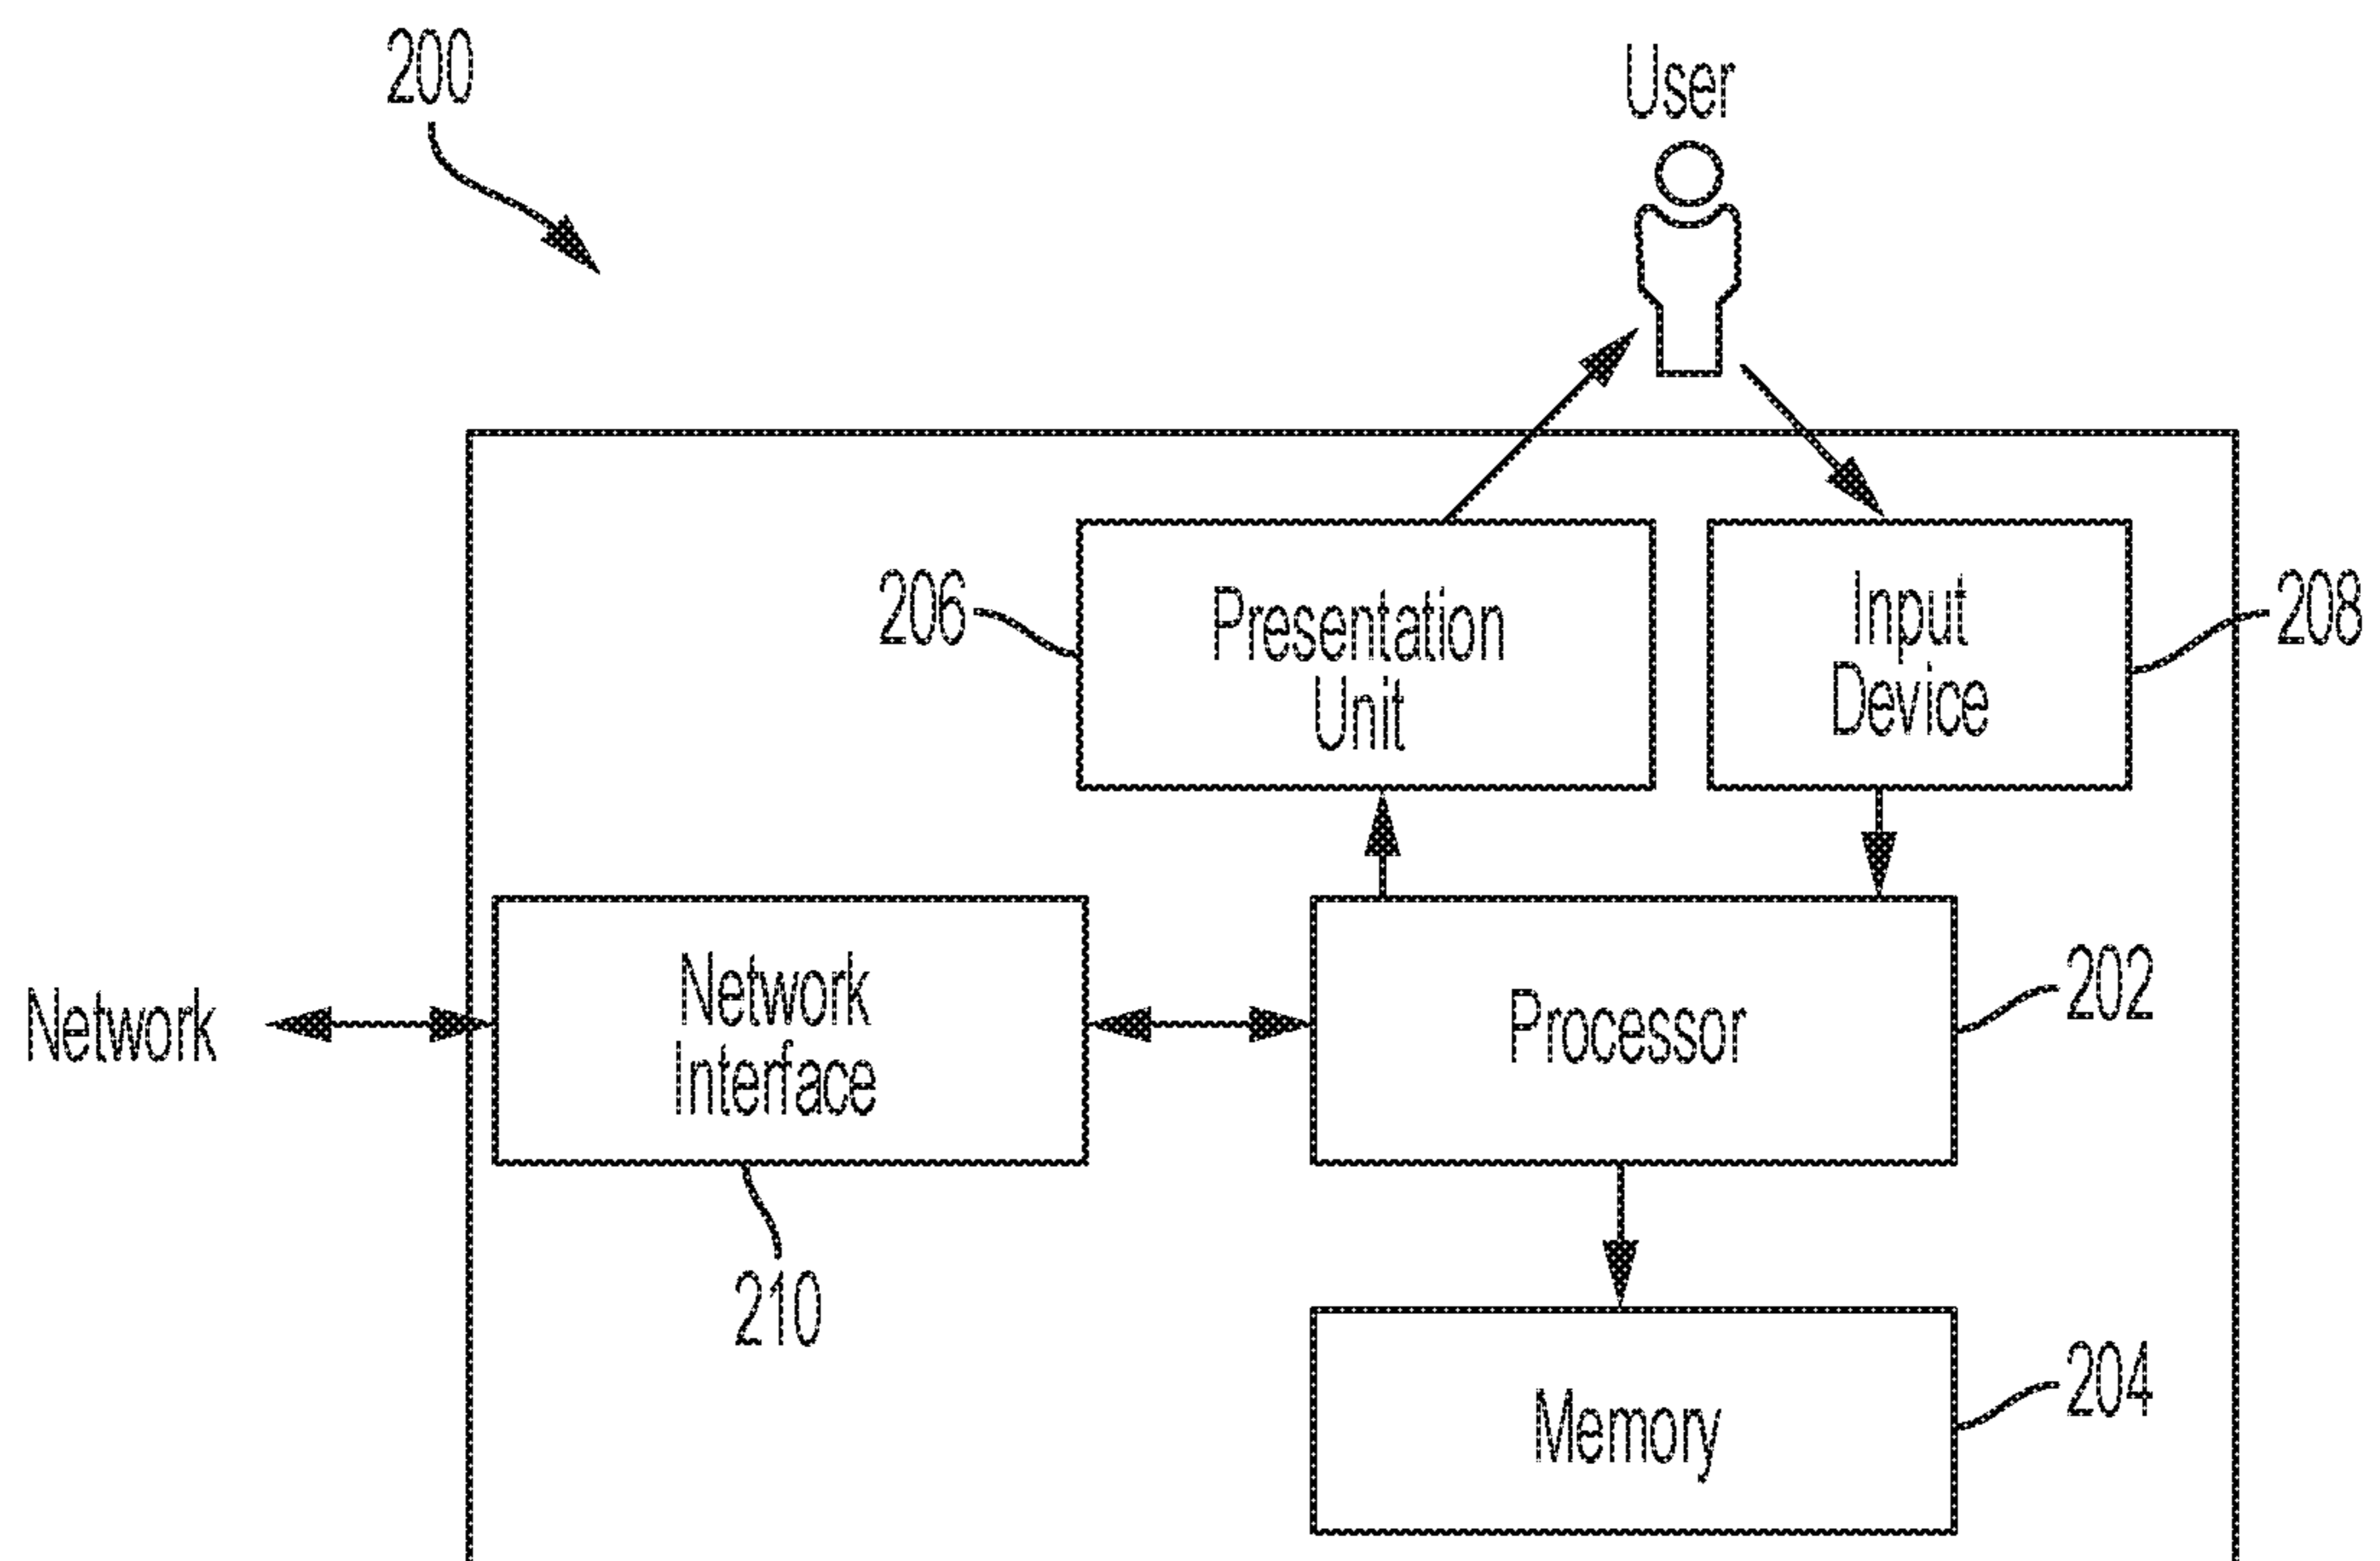 200
User
206
Presentation
Unit
Input
Device
208
Network
Network
Interface
Processor
202
210
Memory
204